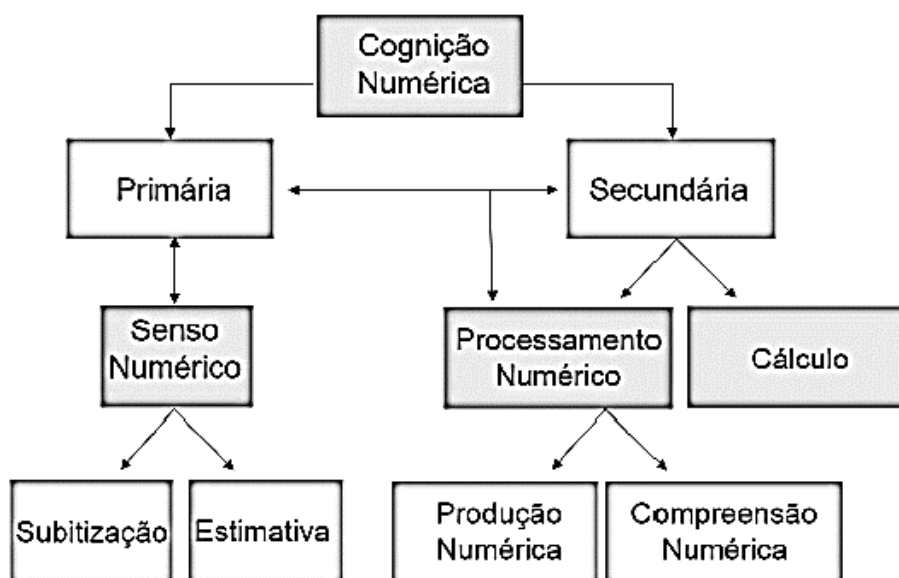 Cognição
Numérica
Primária
Secundária
Senso
Numérico
Processamento
Numérico
Cálculo
Subitização
Estimativa
Produção
Numérica
Compreensão
Numérica